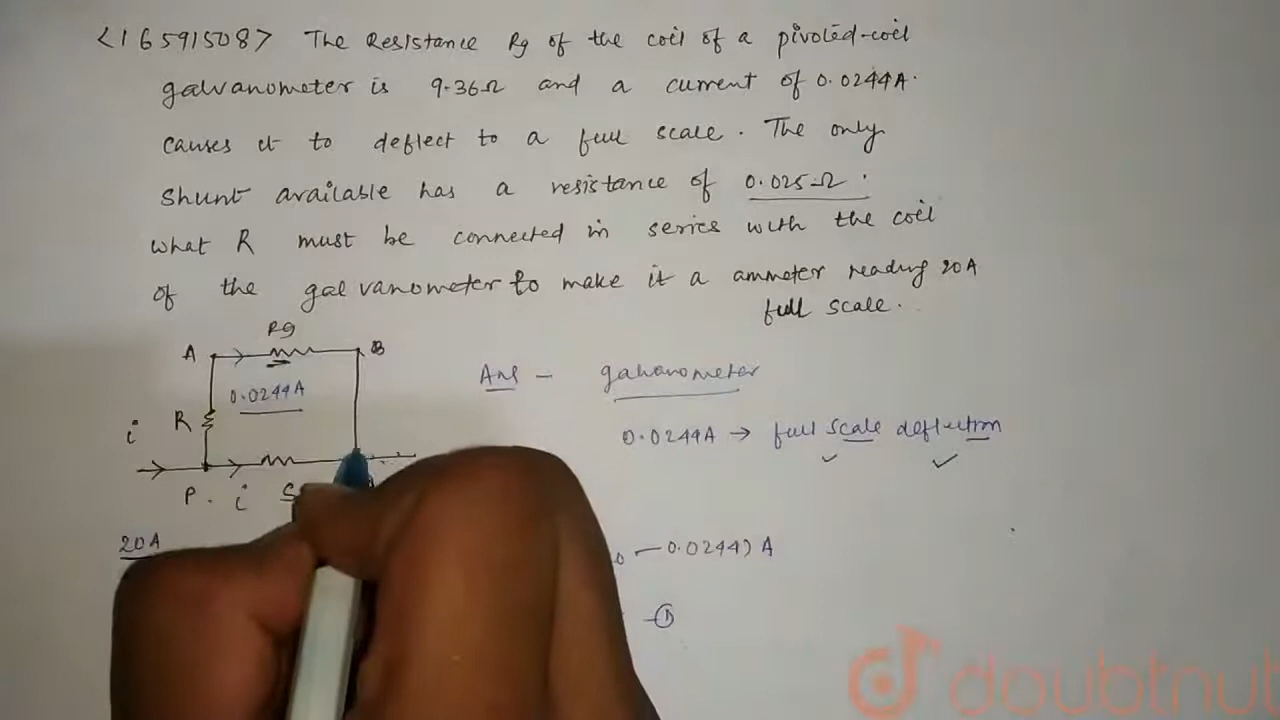 <165915087> The Resistance Rg of the coil of a pivoted-coil
galvanometer is 9.36Ω and a current of 0.0244A.
causes it to deflect to a full scale. The only
shunt available has a resistance of 0.025Ω.
what R must be connected in series with the coil
of the galvanometer to make it a ammeter reading 20A
full scale.
Rg
A B
Ans - galvanometer
0.0244A
R
0.0244A → full scale deflection
i
P. i S
20A
- 0.0244) A
- ①
doubtnut